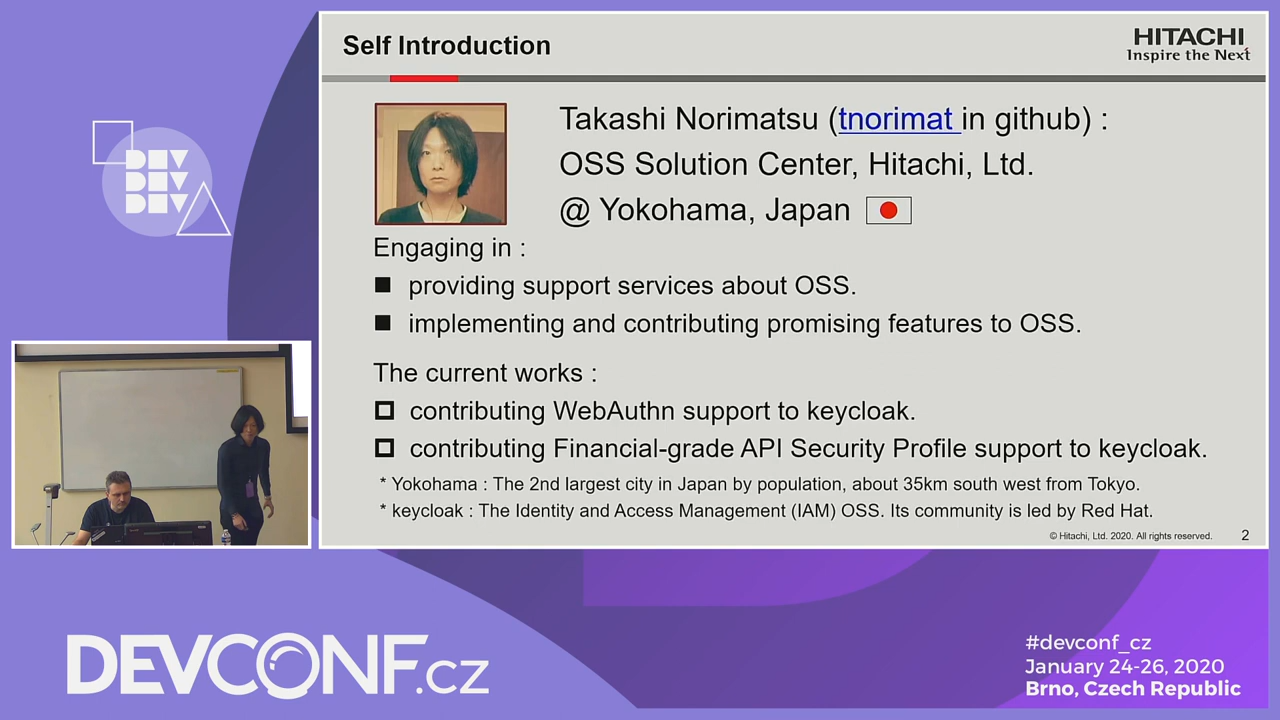 Self Introduction
HITACHI
Inspire the Next
DEV
DEV
DEV
Takashi Norimatsu (tnorimat in github) :
OSS Solution Center, Hitachi, Ltd.
@ Yokohama, Japan
Engaging in :
providing support services about OSS.
implementing and contributing promising features to OSS.
The current works :
contributing WebAuthn support to keycloak.
contributing Financial-grade API Security Profile support to keycloak.
* Yokohama : The 2nd largest city in Japan by population, about 35km south west from Tokyo.
* keycloak : The Identity and Access Management (IAM) OSS. Its community is led by Red Hat.
© Hitachi, Ltd. 2020. All rights reserved.
2
DEVCONF.cz
#devconf_cz
January 24-26, 2020
Brno, Czech Republic